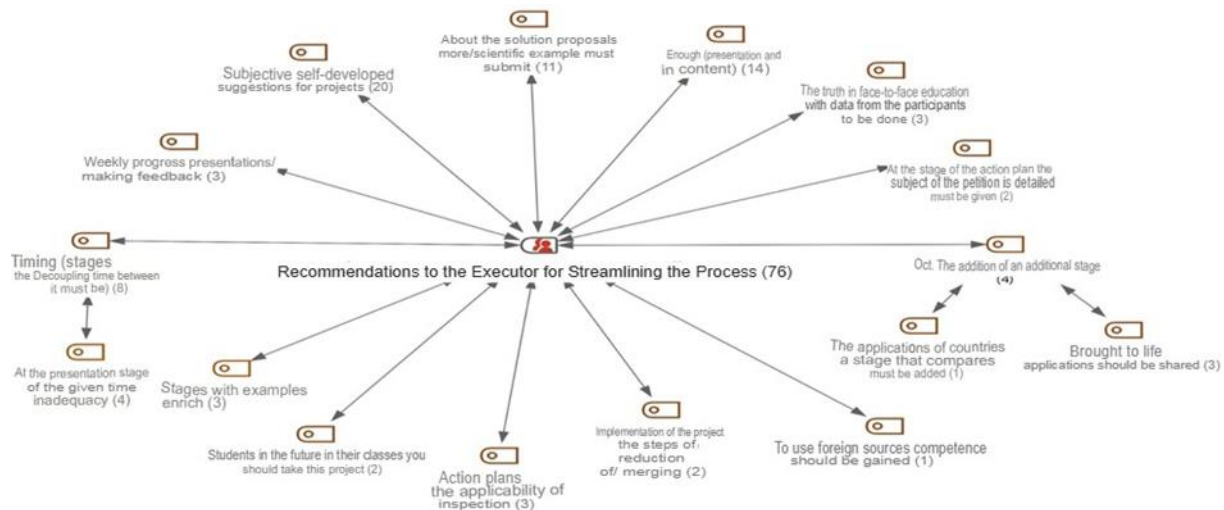 About the solution proposals
more/scientific example must
submit (11)
Enough (presentation and
in content) (14)
Subjective self-developed
suggestions for projects (20)
The truth in face-to-face education
with data from the participants
to be done (3)
Weekly progress presentations/
making feedback (3)
At the stage of the action plan the
subject of the petition is detailed
must be given (2)
Timing (stages
the Decoupling time between
it must be) (8)
Recommendations to the Executor for Streamlining the Process (76)
Oct. The addition of an additional stage
(4)
At the presentation stage
of the given time
inadequacy (4)
Stages with examples
enrich (3)
The applications of countries
a stage that compares
must be added (1)
Brought to life
applications should be shared (3)
Students in the future in their classes you
should take this project (2)
Action plans
the applicability of
inspection (3)
Implementation of the project
the steps of
reduction
of/ merging (2)
To use foreign sources competence
should be gained (1)